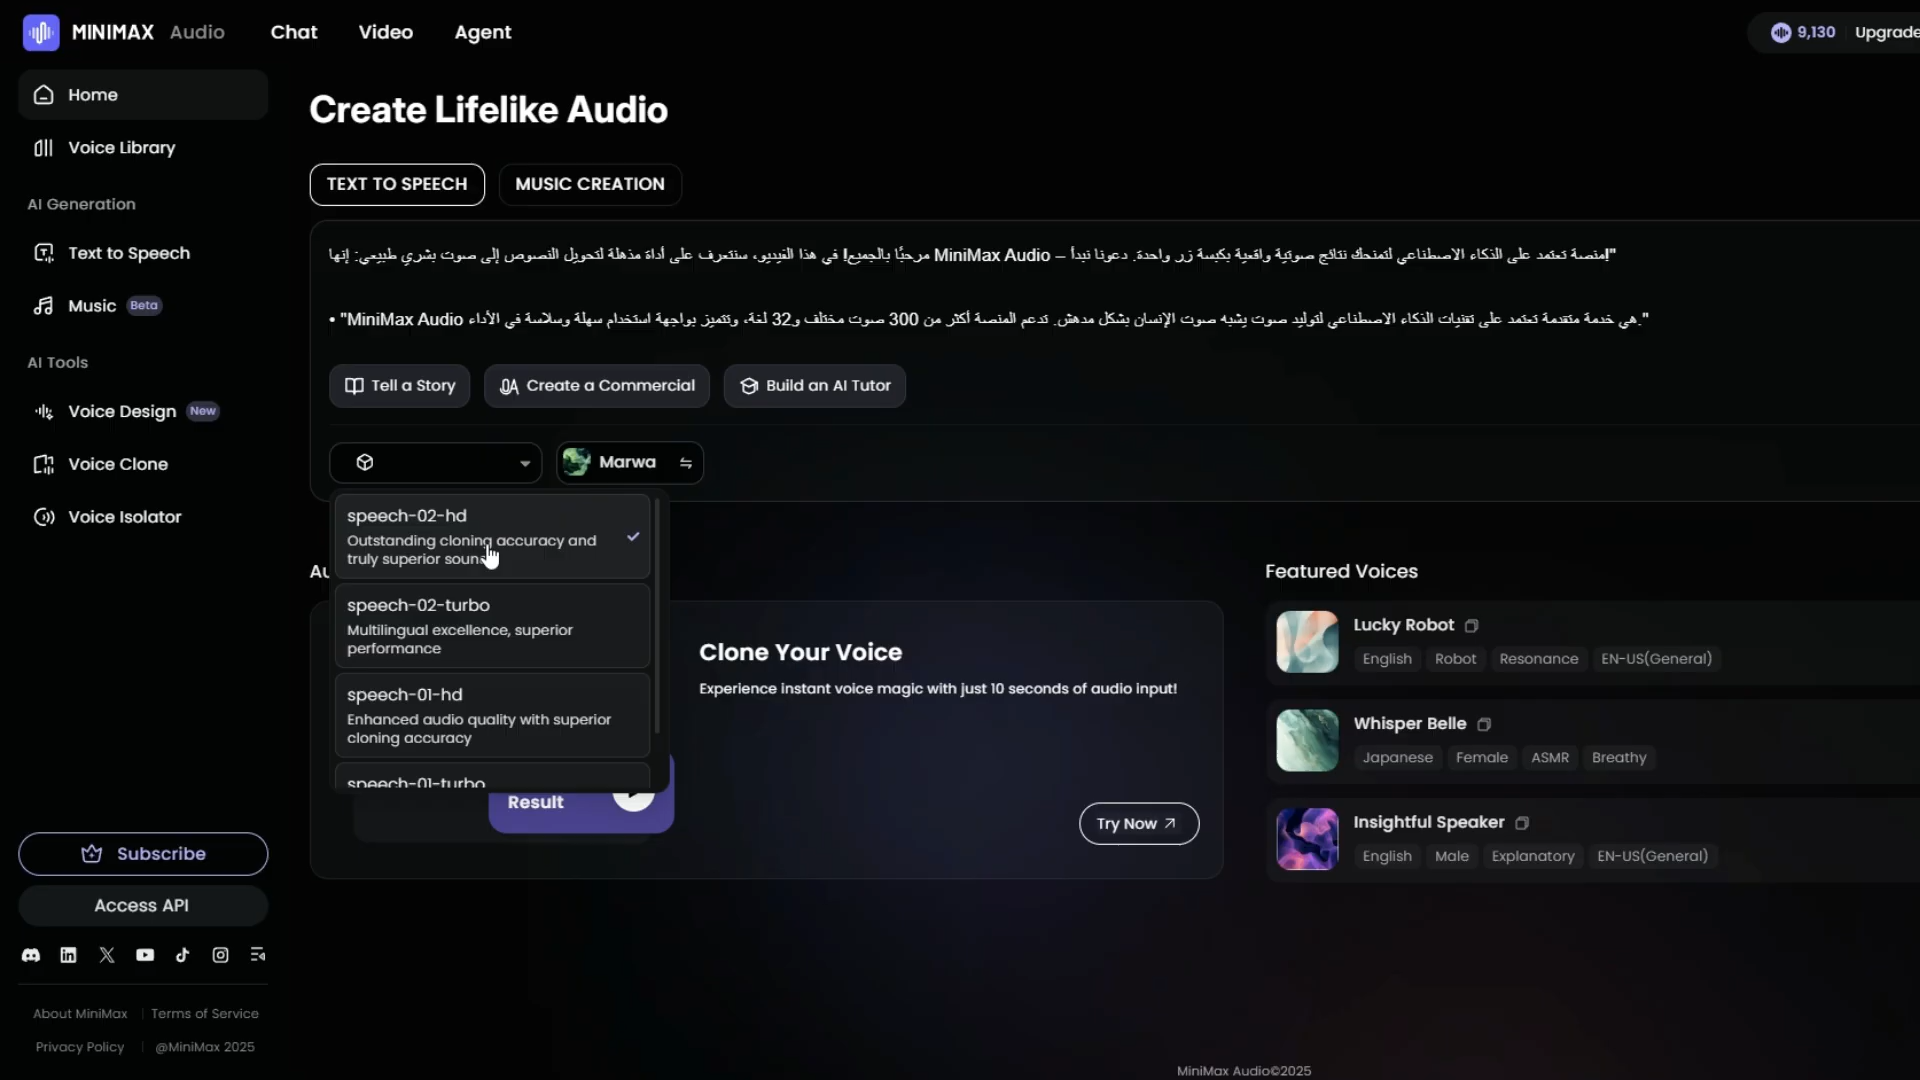 MINIMAX Audio
Chat
Video
Agent
9,130
Upgrade
Home
Voice Library
AI Generation
Text to Speech
Music Beta
AI Tools
Voice Design New
Voice Clone
Voice Isolator
Subscribe
Access API
About MiniMax
Terms of Service
Privacy Policy
@MiniMax 2025
Create Lifelike Audio
TEXT TO SPEECH
MUSIC CREATION
مرحبًا بالجميع! في هذا الفيديو، سنتعرف على أداة مذهلة لتحويل النصوص إلى صوت بشري طبيعي: إنها MiniMax Audio – منصة تعتمد على الذكاء الاصطناعي لتمنحك نتائج صوتية واقعية بكبسة زر واحدة. دعونا نبدأ!"
• "MiniMax Audio هي خدمة متقدمة تعتمد على تقنيات الذكاء الاصطناعي لتوليد صوت يشبه صوت الإنسان بشكل مدهش. تدعم المنصة أكثر من 300 صوت مختلف و32 لغة، وتتميز بواجهة استخدام سهلة وسلاسة في الأداء."
Tell a Story
Create a Commercial
Build an AI Tutor
Marwa
speech-02-hd
Outstanding cloning accuracy and
truly superior soun
speech-02-turbo
Multilingual excellence, superior
performance
speech-01-hd
Enhanced audio quality with superior
cloning accuracy
speech-01-turbo
Au
Result
Clone Your Voice
Experience instant voice magic with just 10 seconds of audio input!
Try Now
Featured Voices
Lucky Robot
English Robot Resonance EN-US(General)
Whisper Belle
Japanese Female ASMR Breathy
Insightful Speaker
English Male Explanatory EN-US(General)
MiniMax Audio©2025